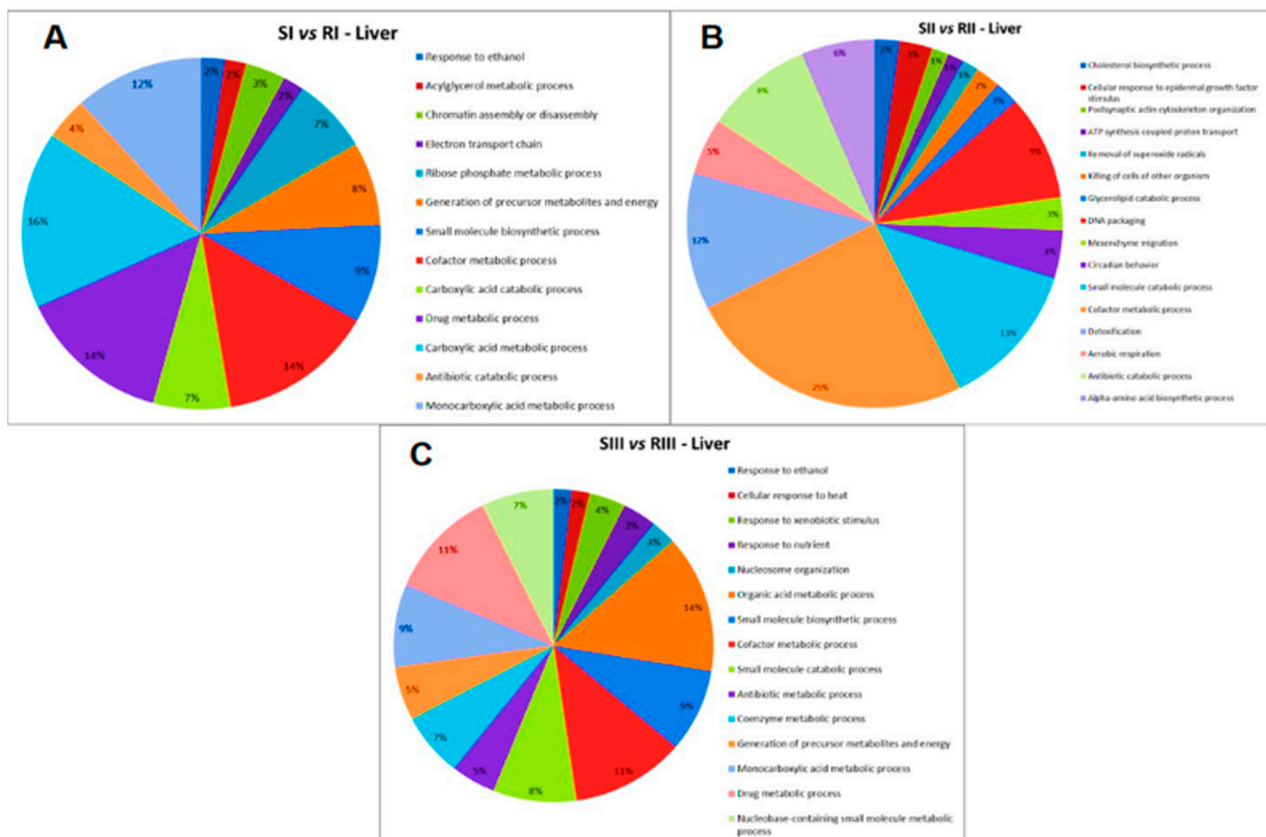 A
SI vs RI - Liver
2%
2%
3%
2%
7%
8%
9%
14%
7%
14%
16%
4%
12%
Response to ethanol
Acylglycerol metabolic process
Chromatin assembly or disassembly
Electron transport chain
Ribose phosphate metabolic process
Generation of precursor metabolites and energy
Small molecule biosynthetic process
Cofactor metabolic process
Carboxylic acid catabolic process
Drug metabolic process
Carboxylic acid metabolic process
Antibiotic catabolic process
Monocarboxylic acid metabolic process
B
SII vs RII - Liver
2%
3%
1%
1%
1%
2%
2%
9%
3%
4%
13%
25%
12%
5%
9%
6%
Cholesterol biosynthetic process
Cellular response to epidermal growth factor
stimulus
Postsynaptic actin cytoskeleton organization
ATP synthesis coupled proton transport
Removal of superoxide radicals
Killing of cells of other organism
Glycerolipid catabolic process
DNA packaging
Mesenchyme migration
Circadian behavior
Small molecule catabolic process
Cofactor metabolic process
Detoxification
Aerobic respiration
Antibiotic catabolic process
Alpha-amino acid biosynthetic process
C
SIII vs RIII - Liver
2%
2%
4%
3%
3%
14%
9%
11%
8%
5%
7%
5%
9%
11%
7%
Response to ethanol
Cellular response to heat
Response to xenobiotic stimulus
Response to nutrient
Nucleosome organization
Organic acid metabolic process
Small molecule biosynthetic process
Cofactor metabolic process
Small molecule catabolic process
Antibiotic metabolic process
Coenzyme metabolic process
Generation of precursor metabolites and energy
Monocarboxylic acid metabolic process
Drug metabolic process
Nucleobase-containing small molecule metabolic
process